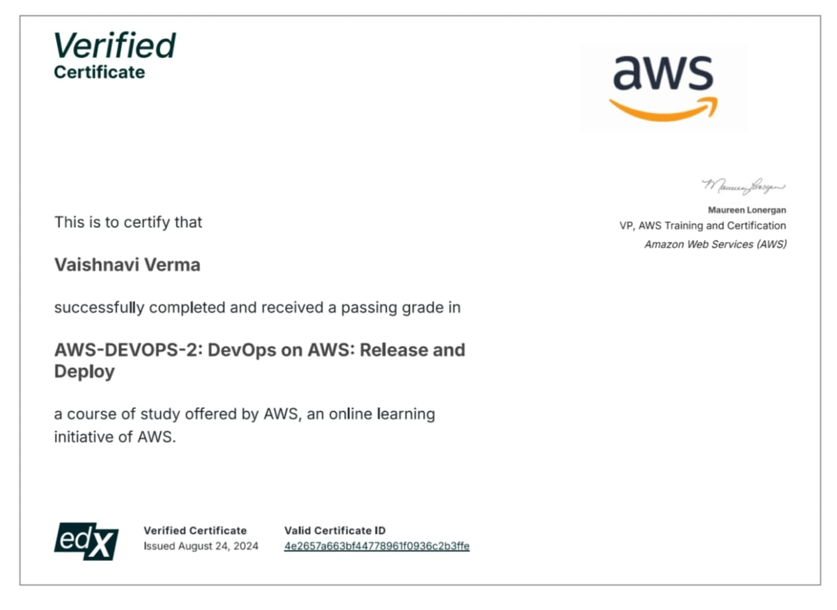 Verified
Certificate
aws
Maureen Lonergan
Maureen Lonergan
VP, AWS Training and Certification
Amazon Web Services (AWS)
This is to certify that
Vaishnavi Verma
successfully completed and received a passing grade in
AWS-DEVOPS-2: DevOps on AWS: Release and
Deploy
a course of study offered by AWS, an online learning
initiative of AWS.
edX
Verified Certificate
Issued August 24, 2024
Valid Certificate ID
4e2657a663bf44778961f0936c2b3ffe